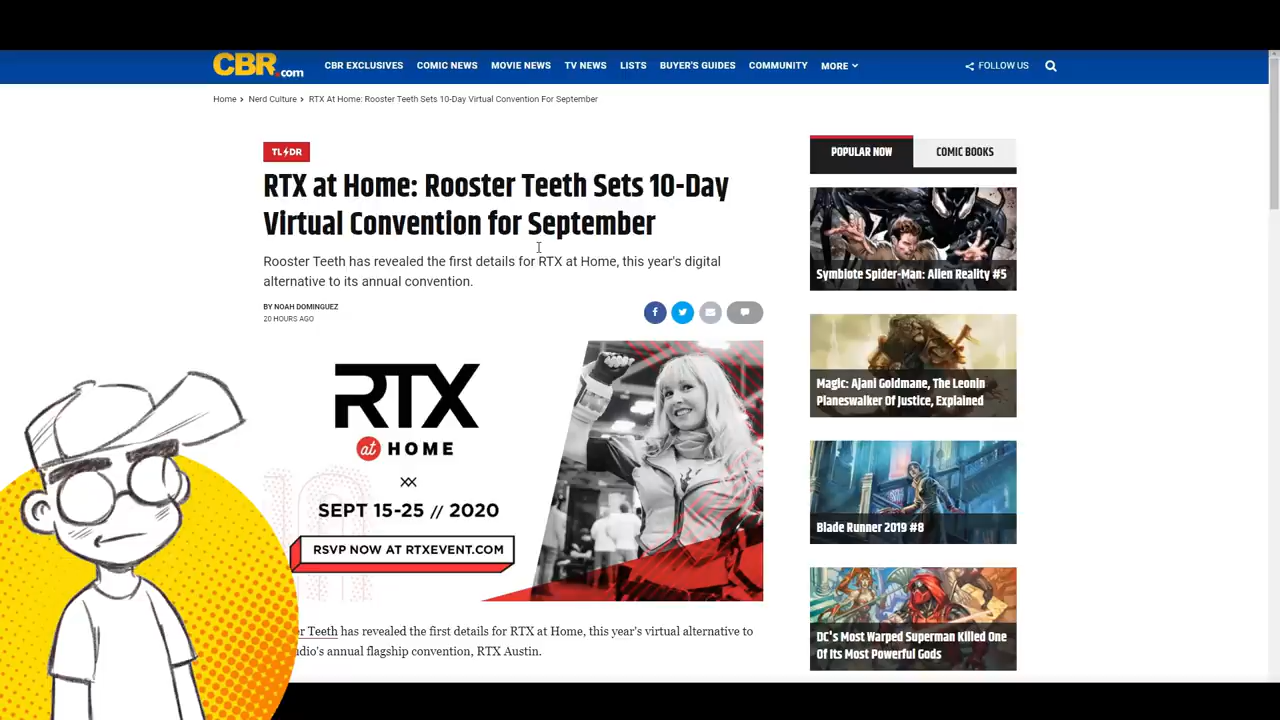 CBR.com
CBR EXCLUSIVES COMIC NEWS MOVIE NEWS TV NEWS LISTS BUYER'S GUIDES COMMUNITY MORE FOLLOW US
Home > Nerd Culture > RTX At Home: Rooster Teeth Sets 10-Day Virtual Convention For September
TL DR
RTX at Home: Rooster Teeth Sets 10-Day
Virtual Convention for September
Rooster Teeth has revealed the first details for RTX at Home, this year's digital
alternative to its annual convention.
BY NOAH DOMINGUEZ
20 HOURS AGO
RTX
at HOME
SEPT 15-25 // 2020
RSVP NOW AT RTXEVENT.COM
Teeth has revealed the first details for RTX at Home, this year's virtual alternative to
annual flagship convention, RTX Austin.
POPULAR NOW COMIC BOOKS
Symbiote Spider-Man: Alien Reality #5
Magic: Ajani Goldmane, The Leonin
Planeswalker Of Justice, Explained
Blade Runner 2019 #8
DC's Most Warped Superman Killed One
Of Its Most Powerful Gods